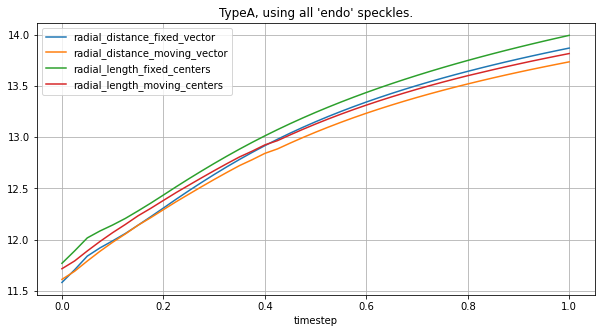 TypeA, using all 'endo' speckles.
radial_distance_fixed_vector
radial_distance_moving_vector
radial_length_fixed_centers
radial_length_moving_centers
14.0
13.5
13.0
12.5
12.0
11.5
0.0 0.2 0.4 0.6 0.8 1.0
timestep